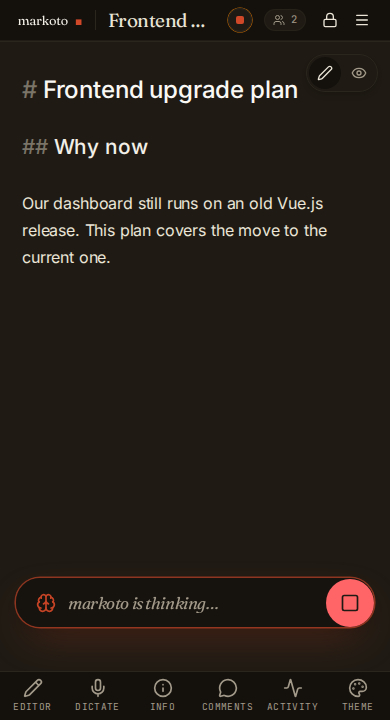 markoto
Frontend ...
2
# Frontend upgrade plan
## Why now
Our dashboard still runs on an old Vue.js
release. This plan covers the move to the
current one.
markoto is thinking...
EDITOR DICTATE INFO COMMENTS ACTIVITY THEME